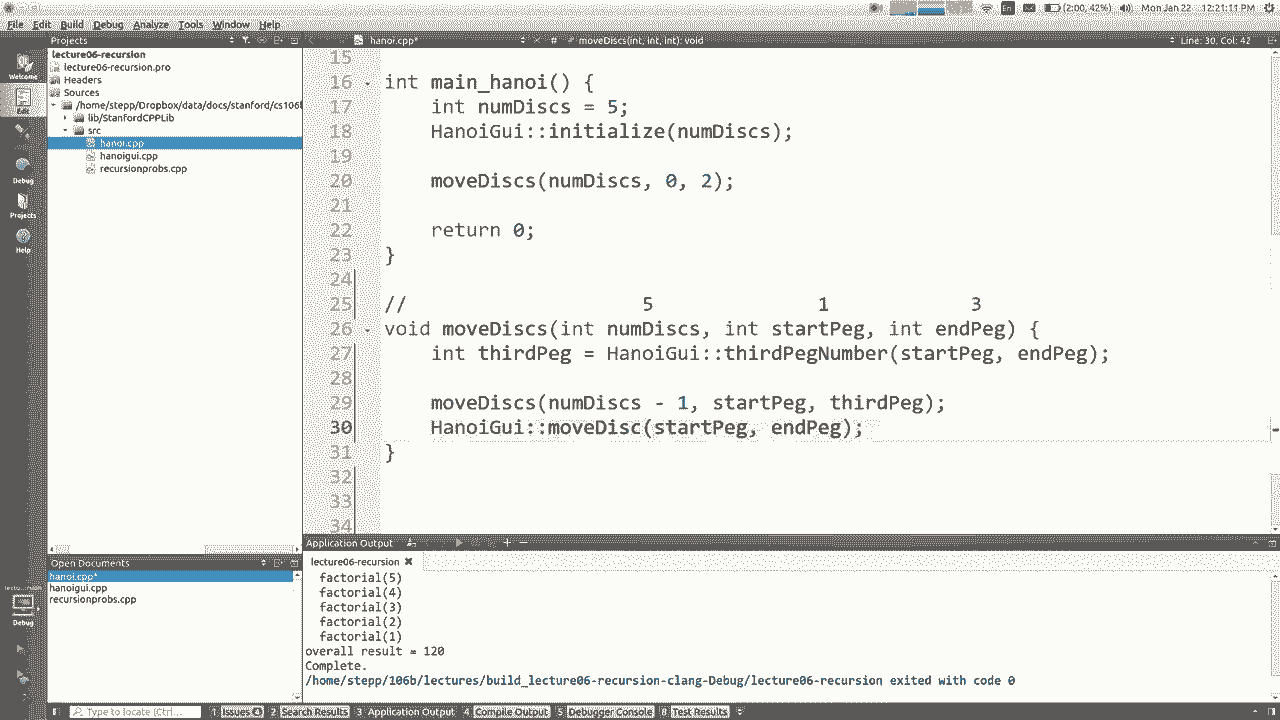 File Edit Build Debug Analyze Tools Window Help
En (2:00, 42%) Mon Jan 22 12:21:11 PM
Projects
hanoi.cpp* # moveDiscs(int, int, int): void Line: 30, Col: 42
Welcome
Edit
Debug
Projects
Help
lecture06-recursion
lecture06-recursion.pro
Headers
Sources
/home/stepp/Dropbox/data/docs/stanford/cs106b
lib/StanfordCPPLib
src
hanoi.cpp
hanoigui.cpp
recursionprobs.cpp
15
16 int main_hanoi() {
17 int numDiscs = 5;
18 HanoiGui::initialize(numDiscs);
19
20 moveDiscs(numDiscs, 0, 2);
21
22 return 0;
23 }
24
25 // 5 1 3
26 void moveDiscs(int numDiscs, int startPeg, int endPeg) {
27 int thirdPeg = HanoiGui::thirdPegNumber(startPeg, endPeg);
28
29 moveDiscs(numDiscs - 1, startPeg, thirdPeg);
30 HanoiGui::moveDisc(startPeg, endPeg);
31 }
32
33
34
Open Documents
hanoi.cpp*
hanoigui.cpp
recursionprobs.cpp
Debug
Application Output
lecture06-recursion
factorial(5)
factorial(4)
factorial(3)
factorial(2)
factorial(1)
overall result = 120
Complete.
/home/stepp/106b/lectures/build_lecture06-recursion-clang-Debug/lecture06-recursion exited with code 0
Type to locate (Ctrl... 1 Issues 4 2 Search Results 3 Application Output 4 Compile Output 5 Debugger Console 8 Test Results